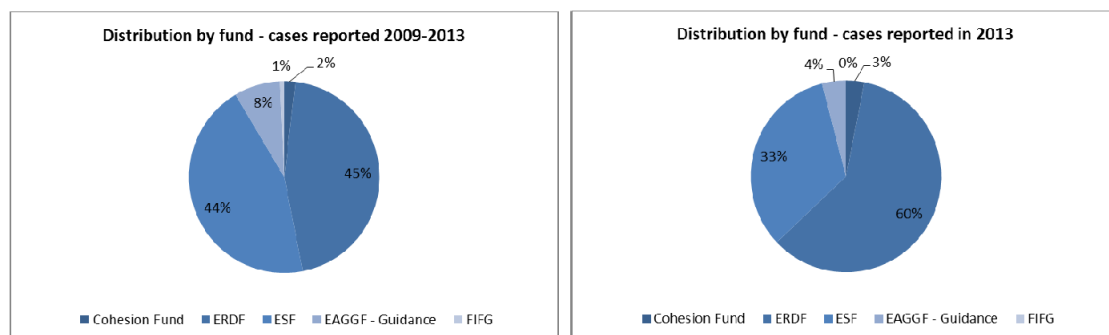 Distribution by fund - cases reported 2009-2013
1% 2%
8%
45%
44%
Cohesion Fund ERDF ESF EAGGF - Guidance FIFG
Distribution by fund - cases reported in 2013
4% 0% 3%
33%
60%
Cohesion Fund ERDF ESF EAGGF - Guidance FIFG